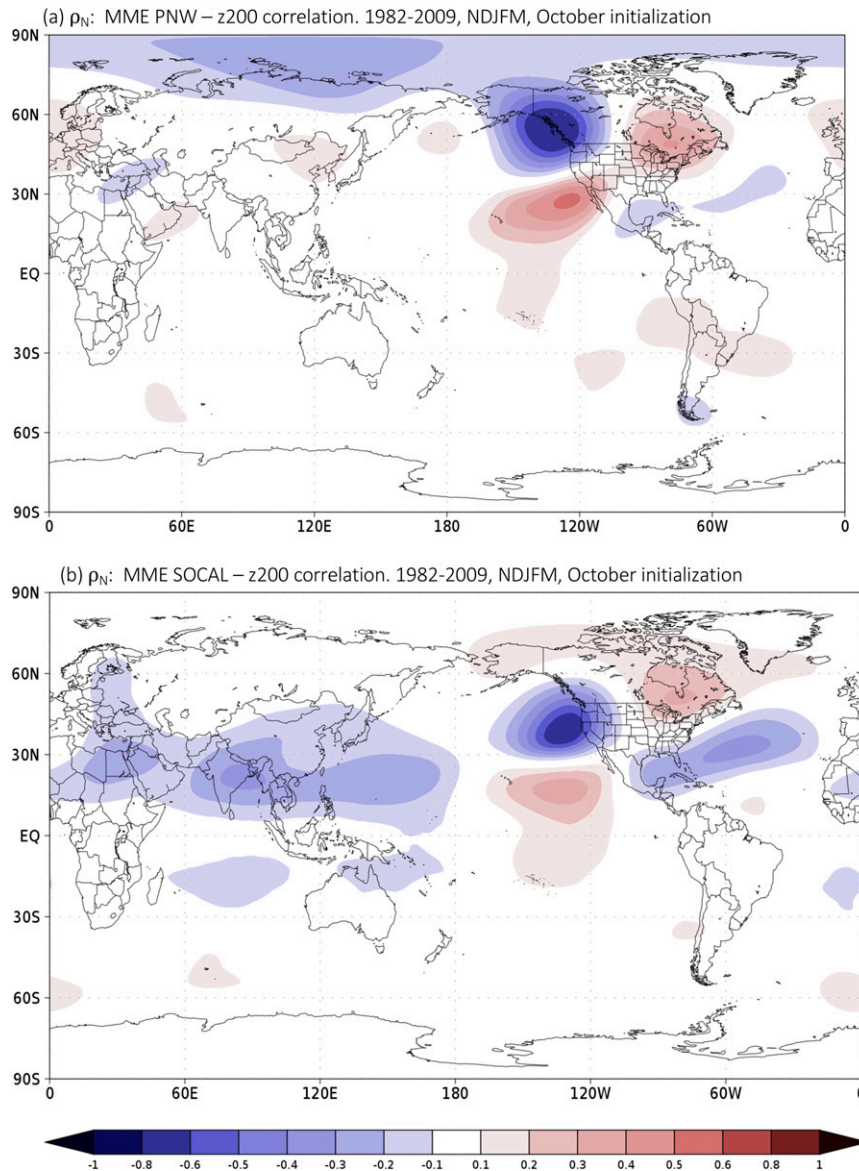 (a) ρN: MME PNW – z200 correlation. 1982-2009, NDJFM, October initialization
90N
60N
30N
EQ
30S
60S
90S
0 60E 120E 180 120W 60W 0
(b) ρN: MME SOCAL – z200 correlation. 1982-2009, NDJFM, October initialization
90N
60N
30N
EQ
30S
60S
90S
0 60E 120E 180 120W 60W 0
-1 -0.8 -0.6 -0.5 -0.4 -0.3 -0.2 -0.1 0.1 0.2 0.3 0.4 0.5 0.6 0.8 1